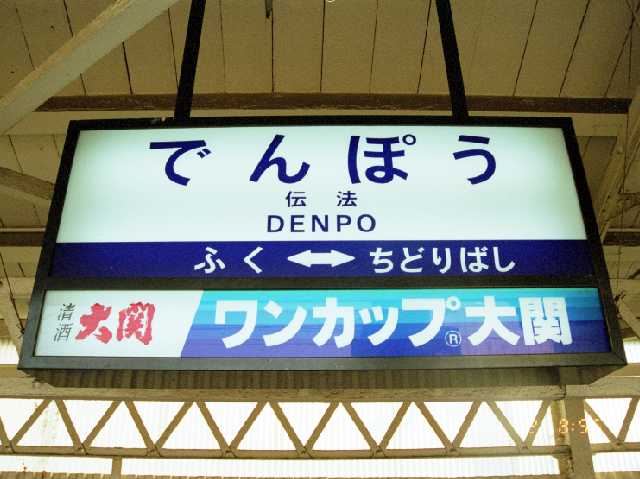 でんぽう
伝法
DENPO
ふく ⟷ ちどりばし
清酒 大関 ワンカップ® 大関